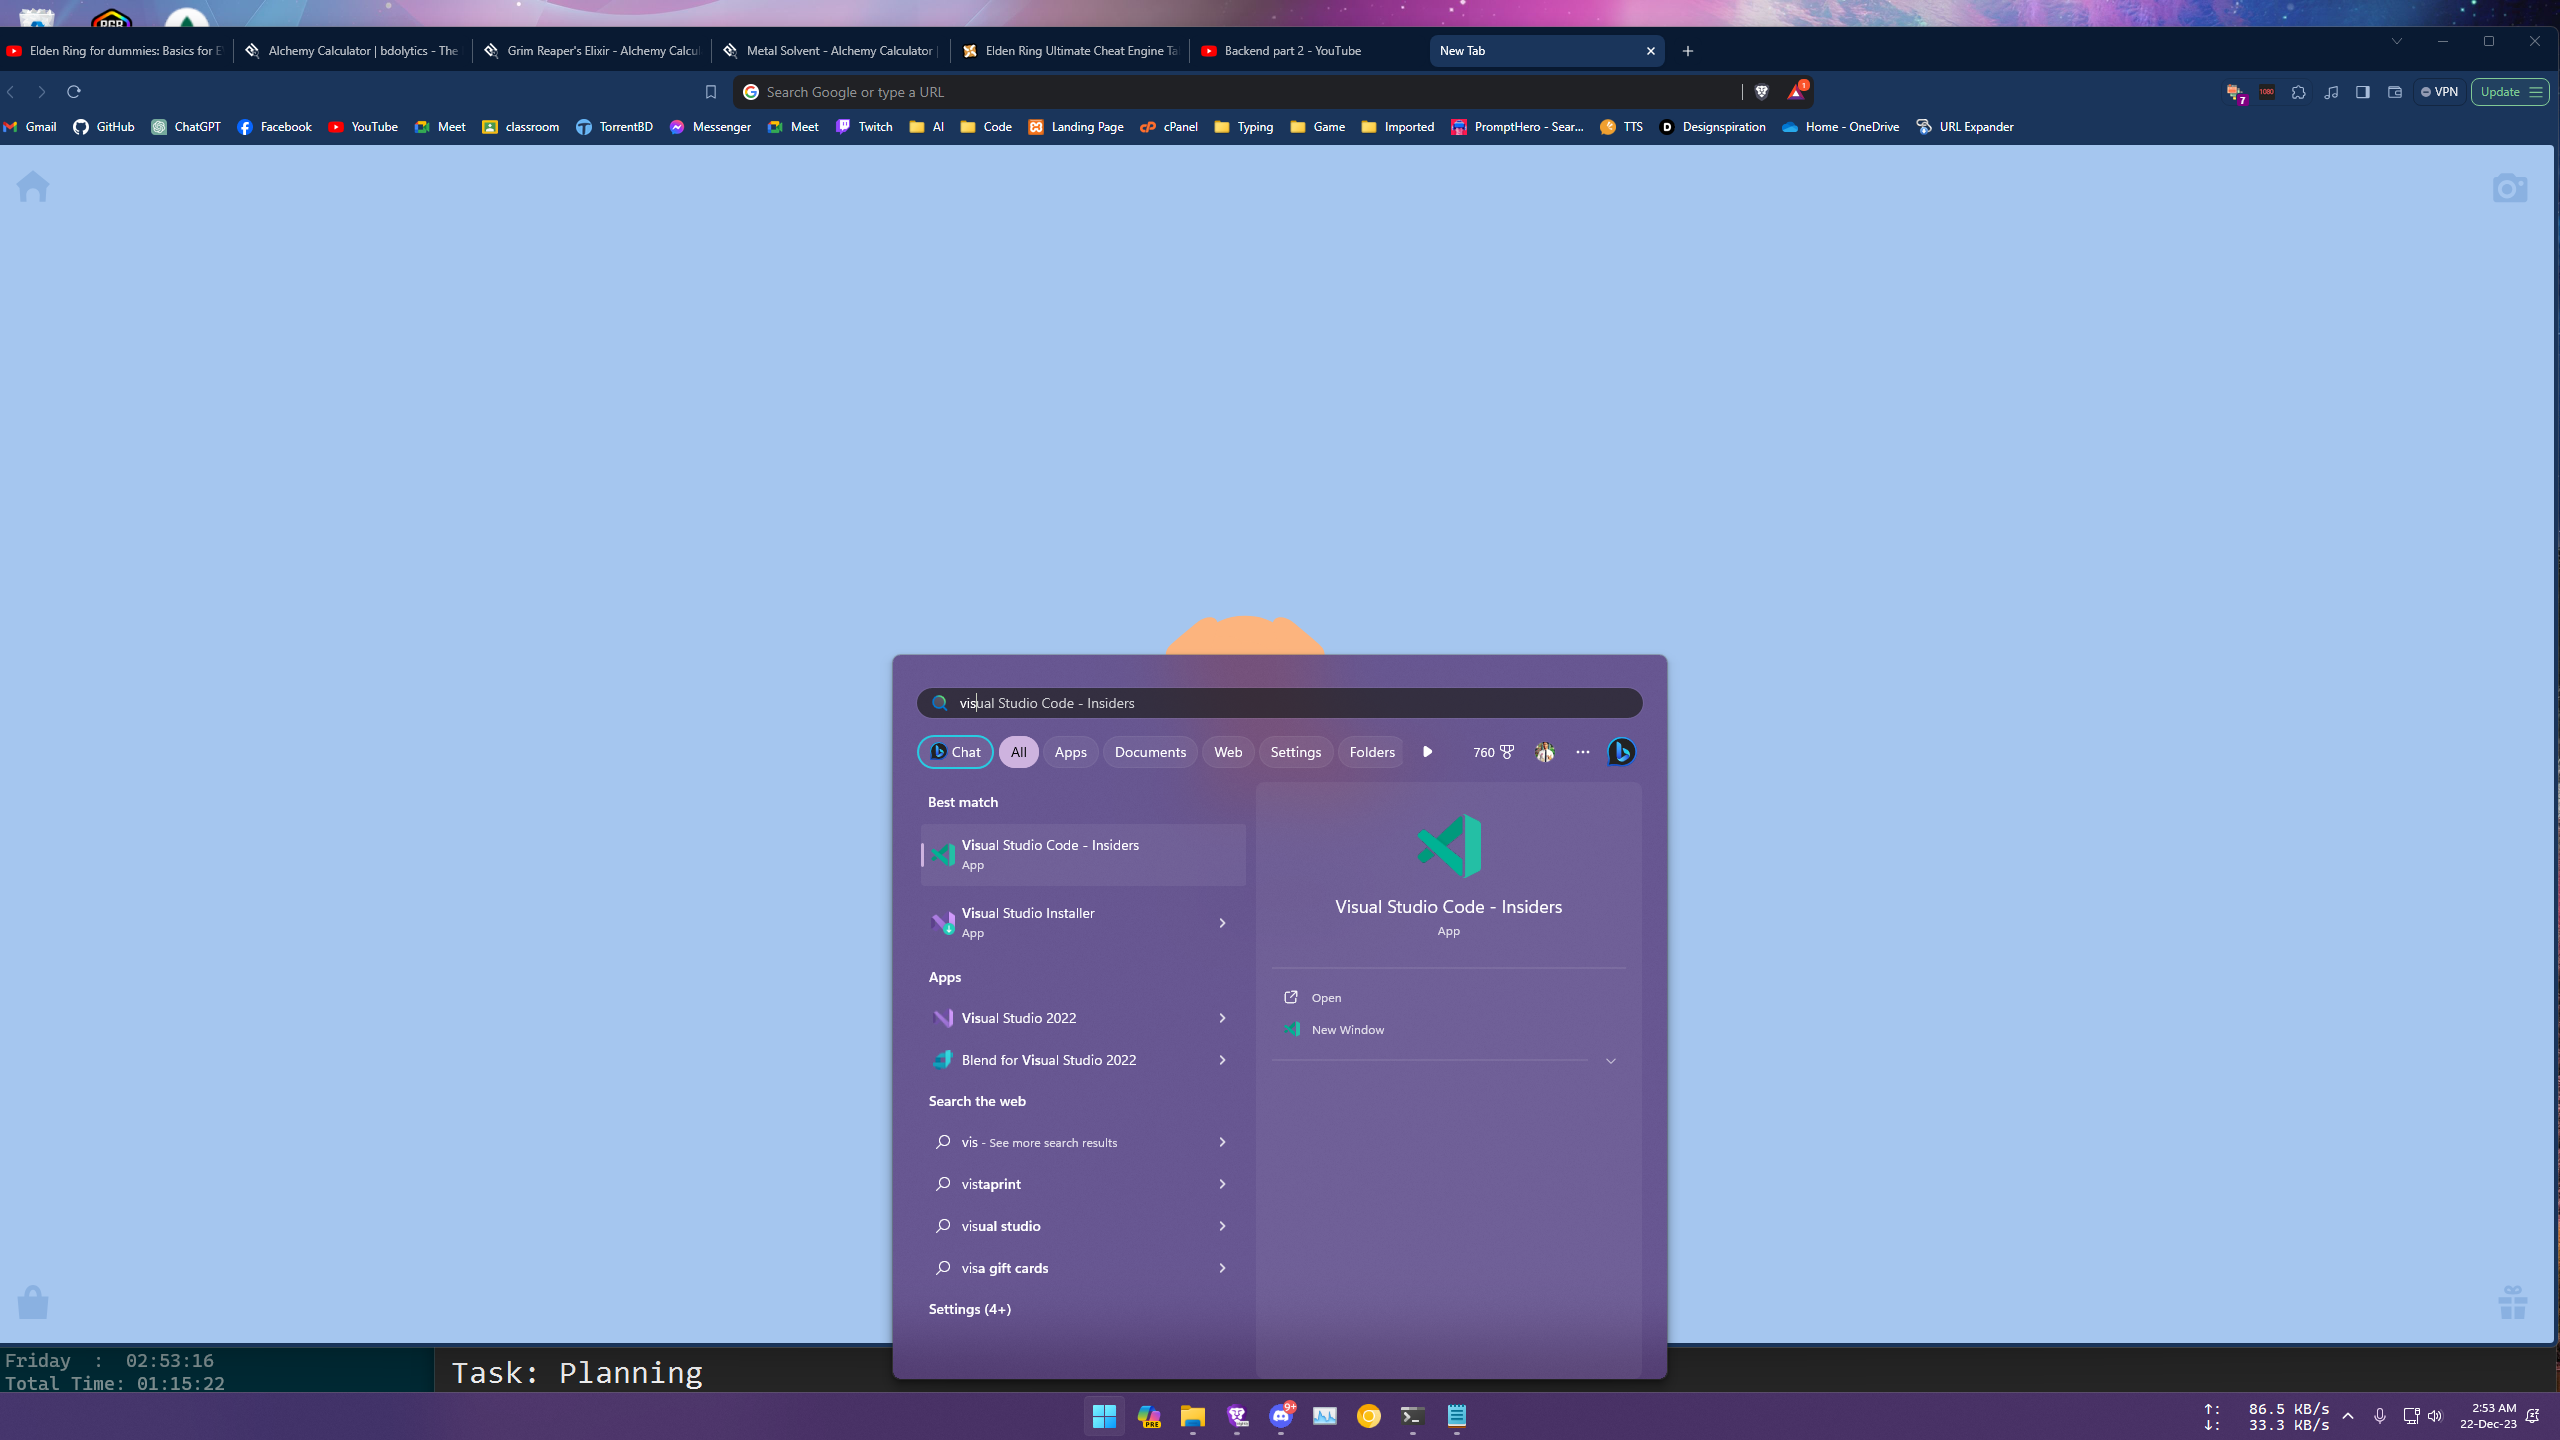 Elden Ring for dummies: Basics for E
Alchemy Calculator | bdolytics - The
Grim Reaper's Elixir - Alchemy Calcu
Metal Solvent - Alchemy Calculator |
Elden Ring Ultimate Cheat Engine Ta
Backend part 2 - YouTube
New Tab
Search Google or type a URL
1
7
1080
VPN
Update
Gmail
GitHub
ChatGPT
Facebook
YouTube
Meet
classroom
TorrentBD
Messenger
Meet
Twitch
AI
Code
Landing Page
cPanel
Typing
Game
Imported
PromptHero - Sear...
TTS
Designspiration
Home - OneDrive
URL Expander
visual Studio Code - Insiders
Chat
All
Apps
Documents
Web
Settings
Folders
760
Best match
Visual Studio Code - Insiders
App
Visual Studio Installer
App
Apps
Visual Studio 2022
Blend for Visual Studio 2022
Search the web
vis - See more search results
vistaprint
visual studio
visa gift cards
Settings (4+)
Visual Studio Code - Insiders
App
Open
New Window
Friday : 02:53:16
Total Time: 01:15:22
Task: Planning
PRE
9+
↑: 86.5 KB/s
↓: 33.3 KB/s
2:53 AM
22-Dec-23